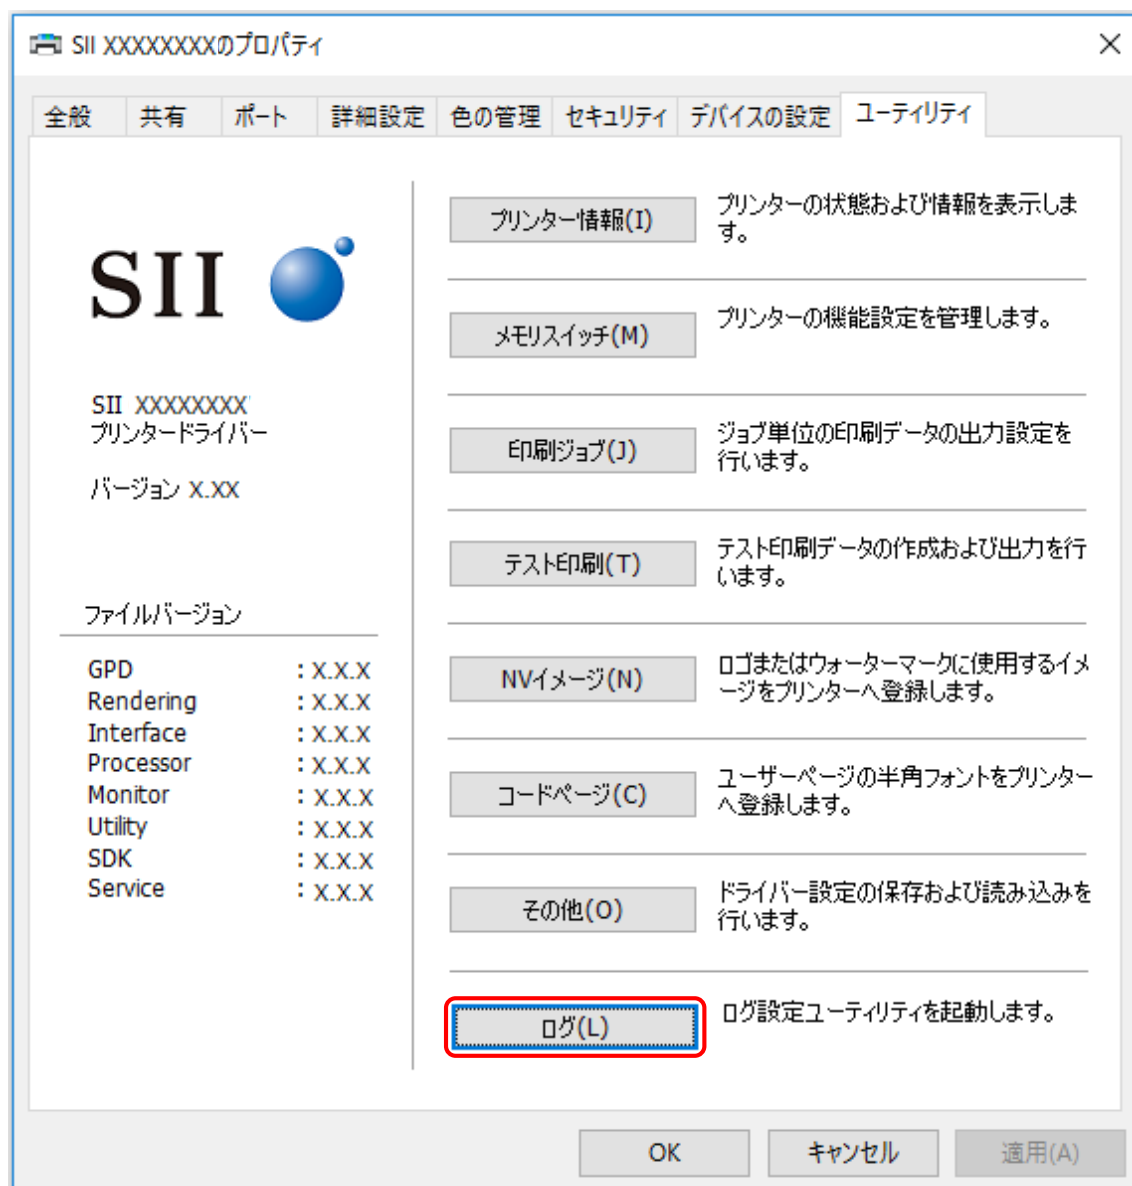 SII XXXXXXXXのプロパティ
全般 共有 ポート 詳細設定 色の管理 セキュリティ デバイスの設定 ユーティリティ
SII
SII XXXXXXXX
プリンタードライバー
バージョン X.XX
ファイルバージョン
GPD : X.X.X
Rendering : X.X.X
Interface : X.X.X
Processor : X.X.X
Monitor : X.X.X
Utility : X.X.X
SDK : X.X.X
Service : X.X.X
プリンター情報(I)
プリンターの状態および情報を表示しま
す。
メモリスイッチ(M)
プリンターの機能設定を管理します。
印刷ジョブ(J)
ジョブ単位の印刷データの出力設定を
行います。
テスト印刷(T)
テスト印刷データの作成および出力を行
います。
NVイメージ(N)
ロゴまたはウォーターマークに使用するイメ
ージをプリンターへ登録します。
コードページ(C)
ユーザーページの半角フォントをプリンター
へ登録します。
その他(O)
ドライバー設定の保存および読み込みを
行います。
ログ(L)
ログ設定ユーティリティを起動します。
OK キャンセル 適用(A)